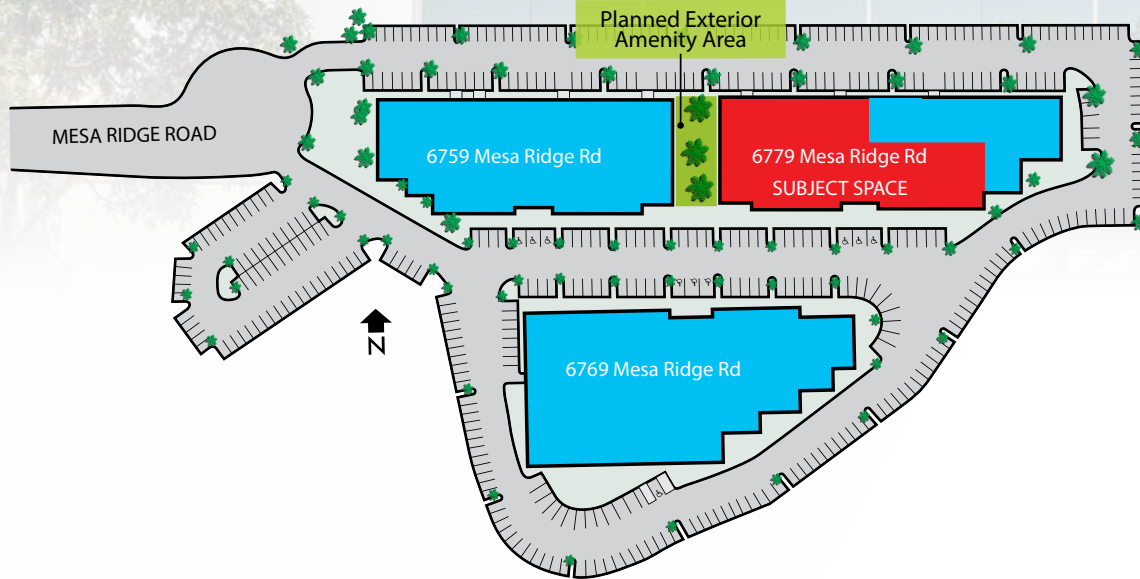 Planned Exterior
Amenity Area
MESA RIDGE ROAD
6759 Mesa Ridge Rd
6779 Mesa Ridge Rd
SUBJECT SPACE
6769 Mesa Ridge Rd
N